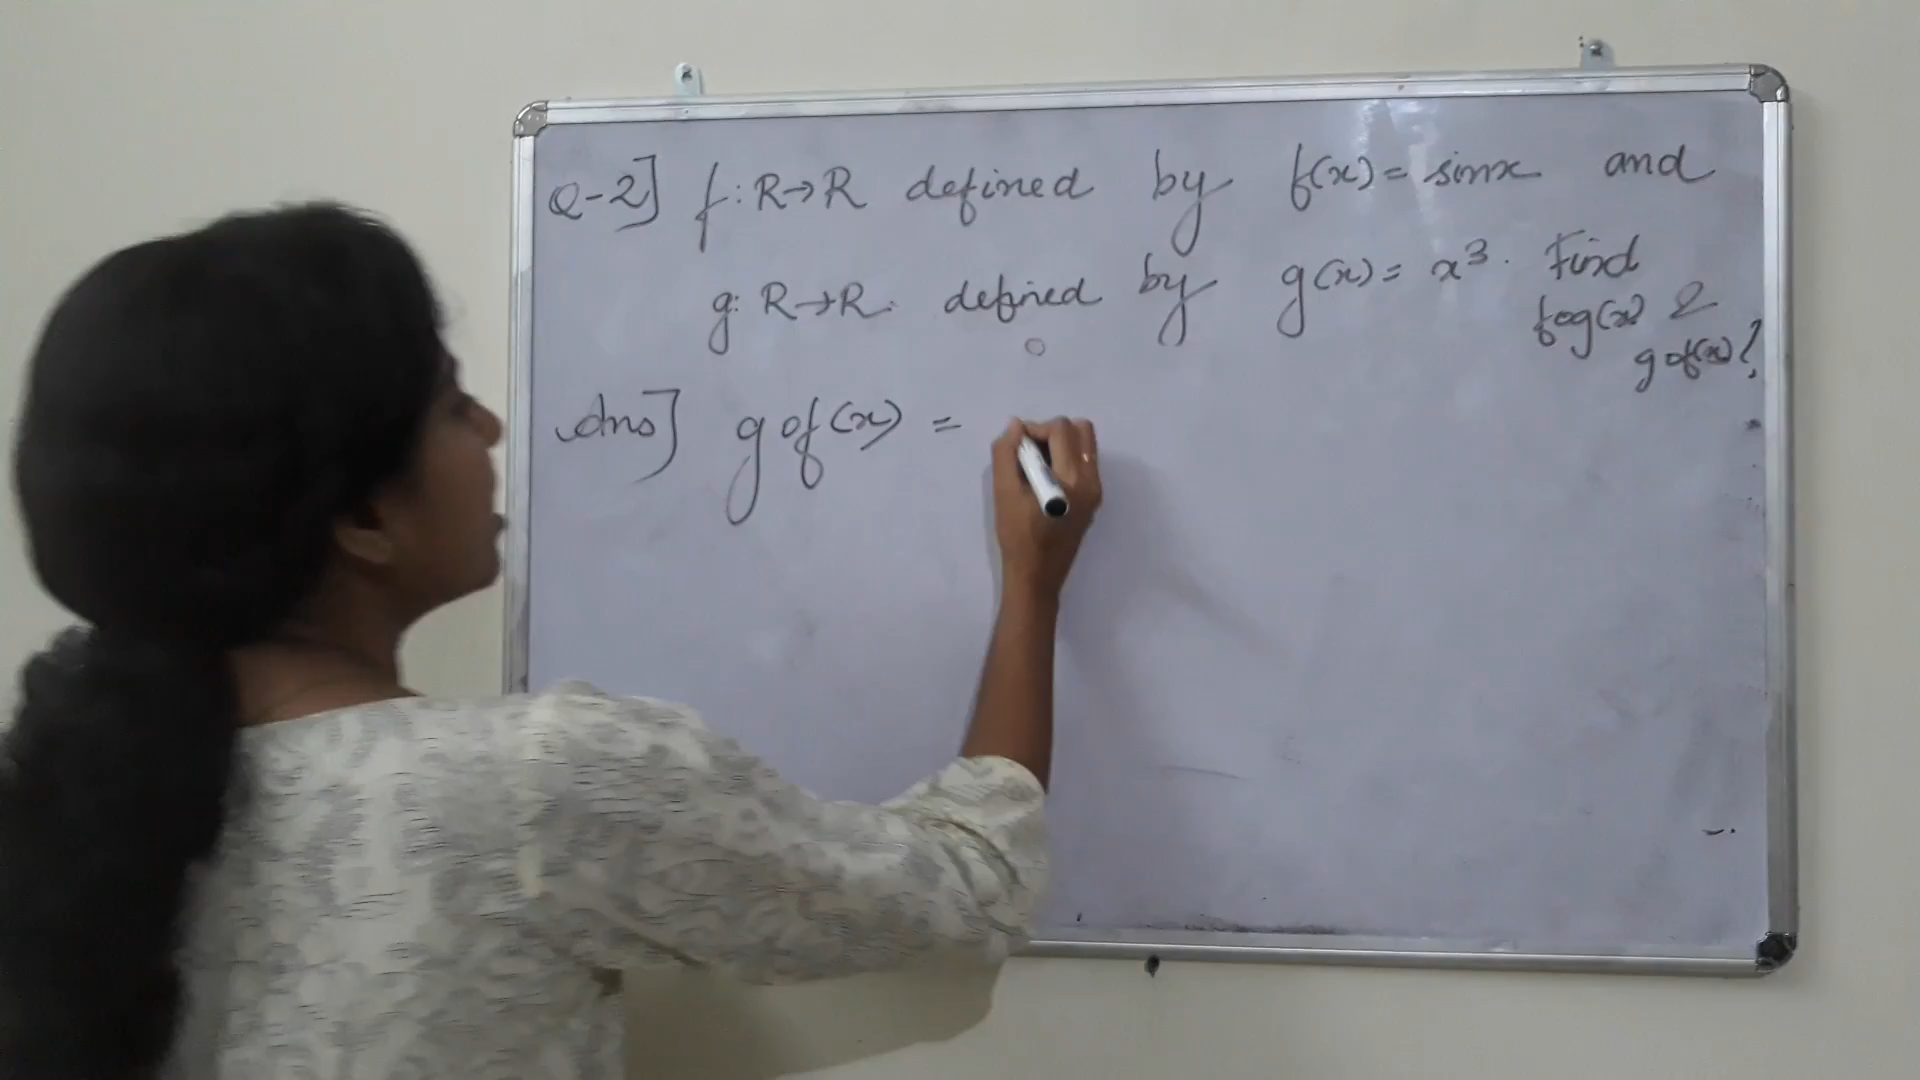 Q-2] f: R→R defined by f(x) = sinx and
g: R→R. defined by g(x) = x³. Find
fog(x) &
gof(x)?
Ans] gof(x) =